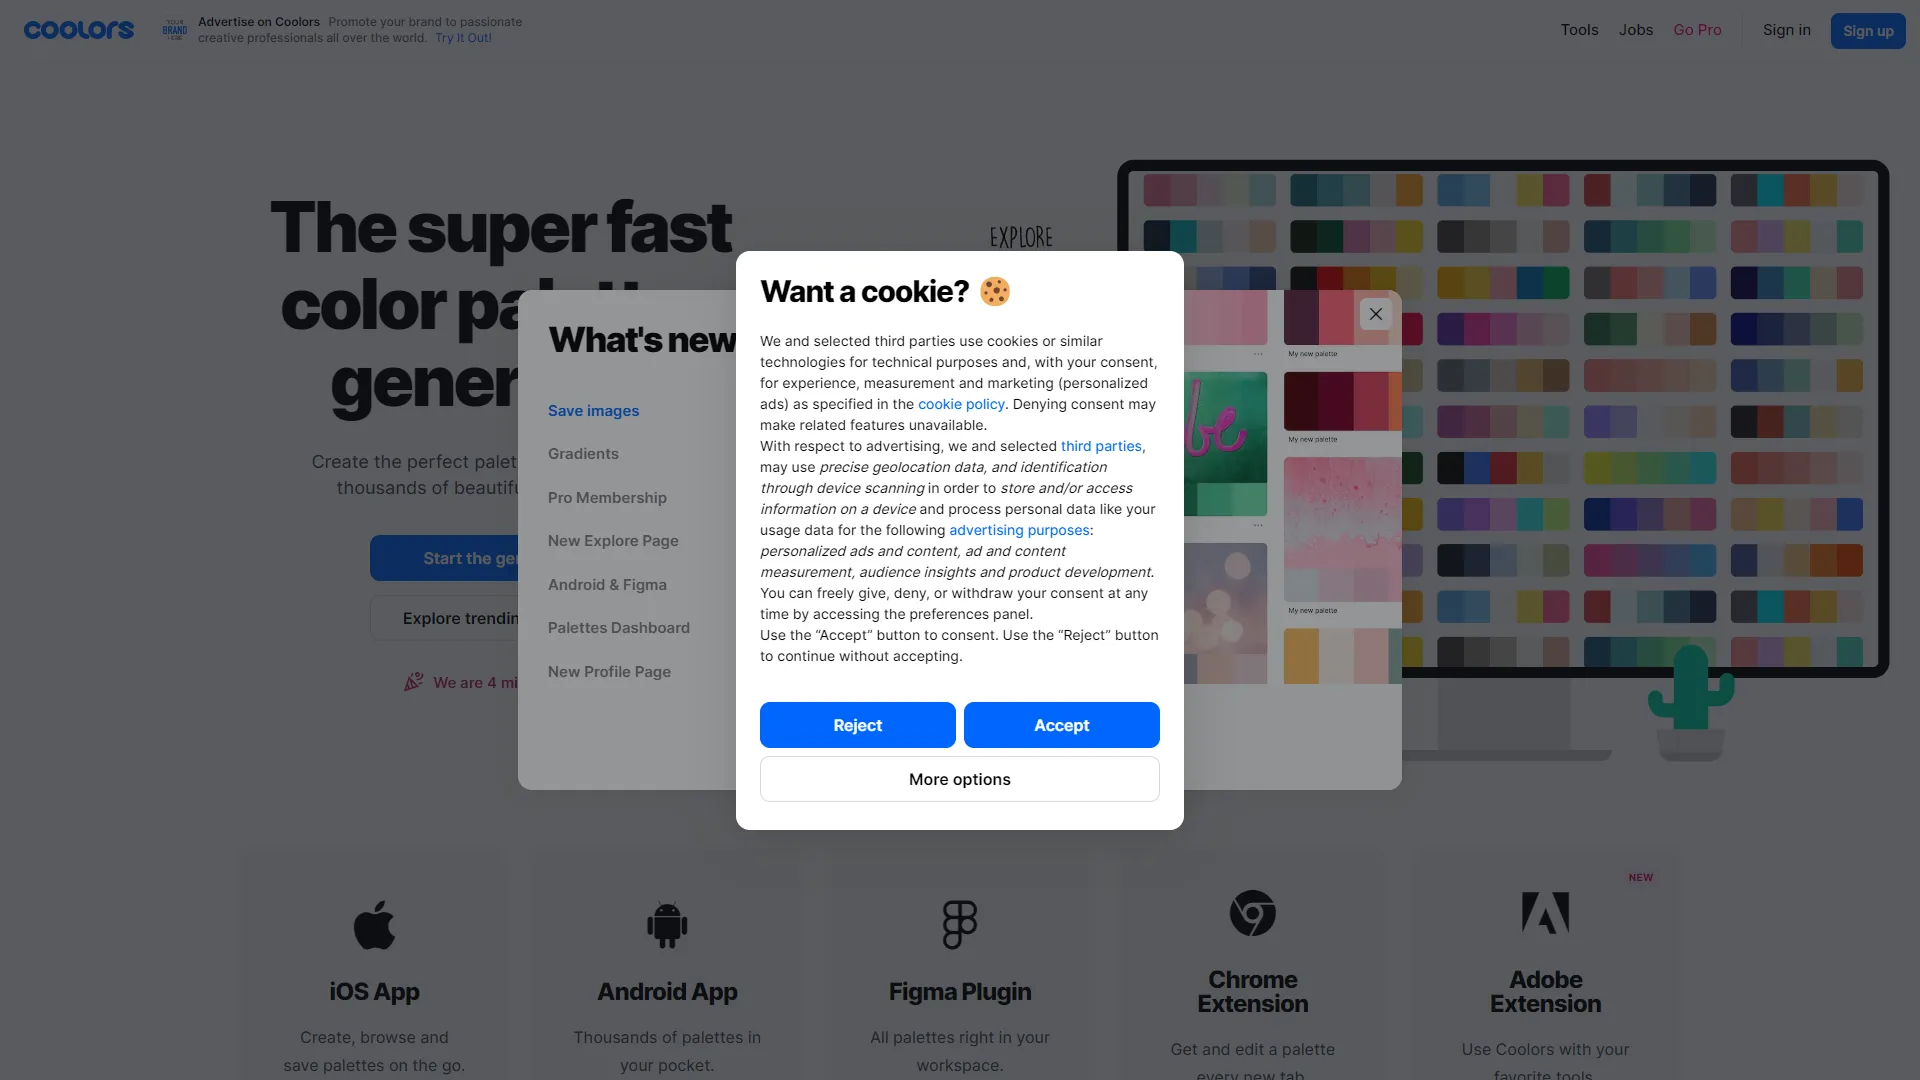 coolors
YOUR
BRAND
HERE
Advertise on Coolors Promote your brand to passionate
creative professionals all over the world. Try It Out!
Tools
Jobs
Go Pro
Sign in
Sign up
The super fast
color pa
gener
Create the perfect palet
thousands of beautifu
Start the ger
Explore trendin
We are 4 mi
EXPLORE
What's new
Save images
Gradients
Pro Membership
New Explore Page
Android & Figma
Palettes Dashboard
New Profile Page
My new palette
My new palette
My new palette
Want a cookie? 🍪
We and selected third parties use cookies or similar
technologies for technical purposes and, with your consent,
for experience, measurement and marketing (personalized
ads) as specified in the cookie policy. Denying consent may
make related features unavailable.
With respect to advertising, we and selected third parties,
may use precise geolocation data, and identification
through device scanning in order to store and/or access
information on a device and process personal data like your
usage data for the following advertising purposes:
personalized ads and content, ad and content
measurement, audience insights and product development.
You can freely give, deny, or withdraw your consent at any
time by accessing the preferences panel.
Use the “Accept” button to consent. Use the “Reject” button
to continue without accepting.
Reject
Accept
More options
iOS App
Create, browse and
save palettes on the go.
Android App
Thousands of palettes in
your pocket.
Figma Plugin
All palettes right in your
workspace.
Chrome
Extension
Get and edit a palette
every new tab.
NEW
Adobe
Extension
Use Coolors with your
favorite tools.